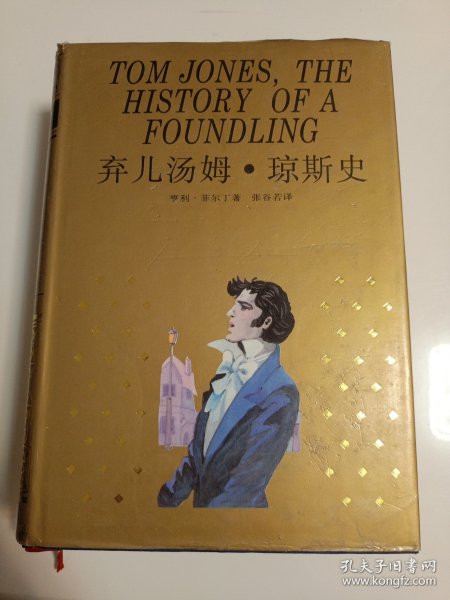 TOM JONES, THE
HISTORY OF A
FOUNDLING
弃儿汤姆·琼斯史
亨利·菲尔丁著 张谷若译
孔夫子旧书网
www.kongfz.com